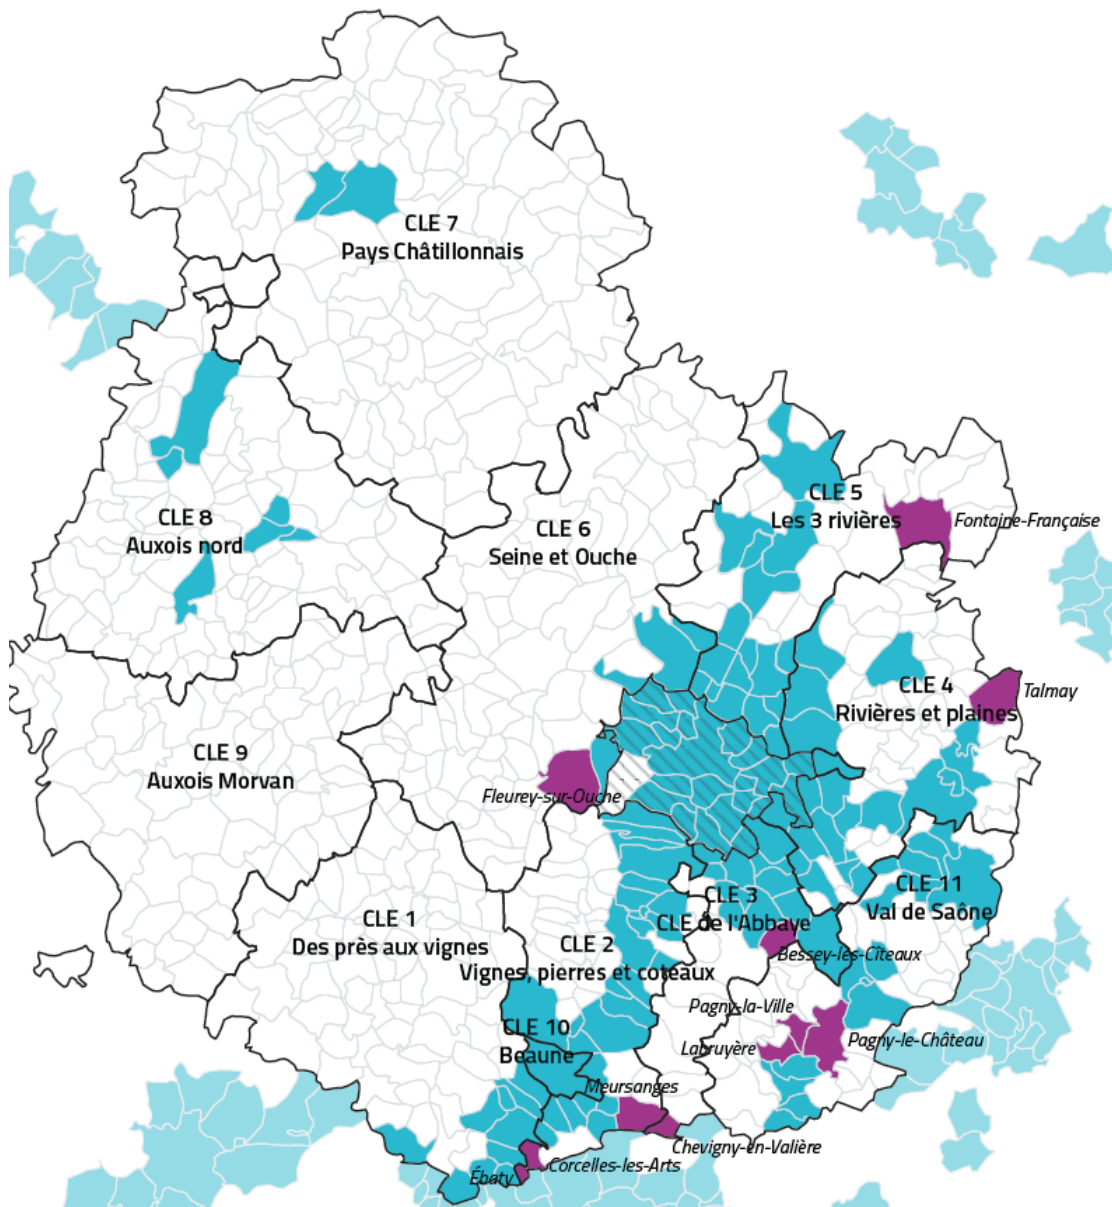 CLE 7
Pays Châtillonnais
CLE 5
Les 3 rivières
Fontaine-Française
CLE 8
Auxois nord
CLE 6
Seine et Ouche
CLE 4
Rivières et plaines
Talmay
CLE 9
Auxois Morvan
Fleurey-sur-Ouche
CLE 3
CLE de l'Abbaye
CLE 11
Val de Saône
CLE 1
Des près aux vignes
CLE 2
Vignes, pierres et coteaux
Bessey-lès-Cîteaux
Pagny-la-Ville
CLE 10
Beaune
Labruyère
Pagny-le-Château
Meursanges
Chevigny-en-Valière
Corcelles-les-Arts
Ébaty